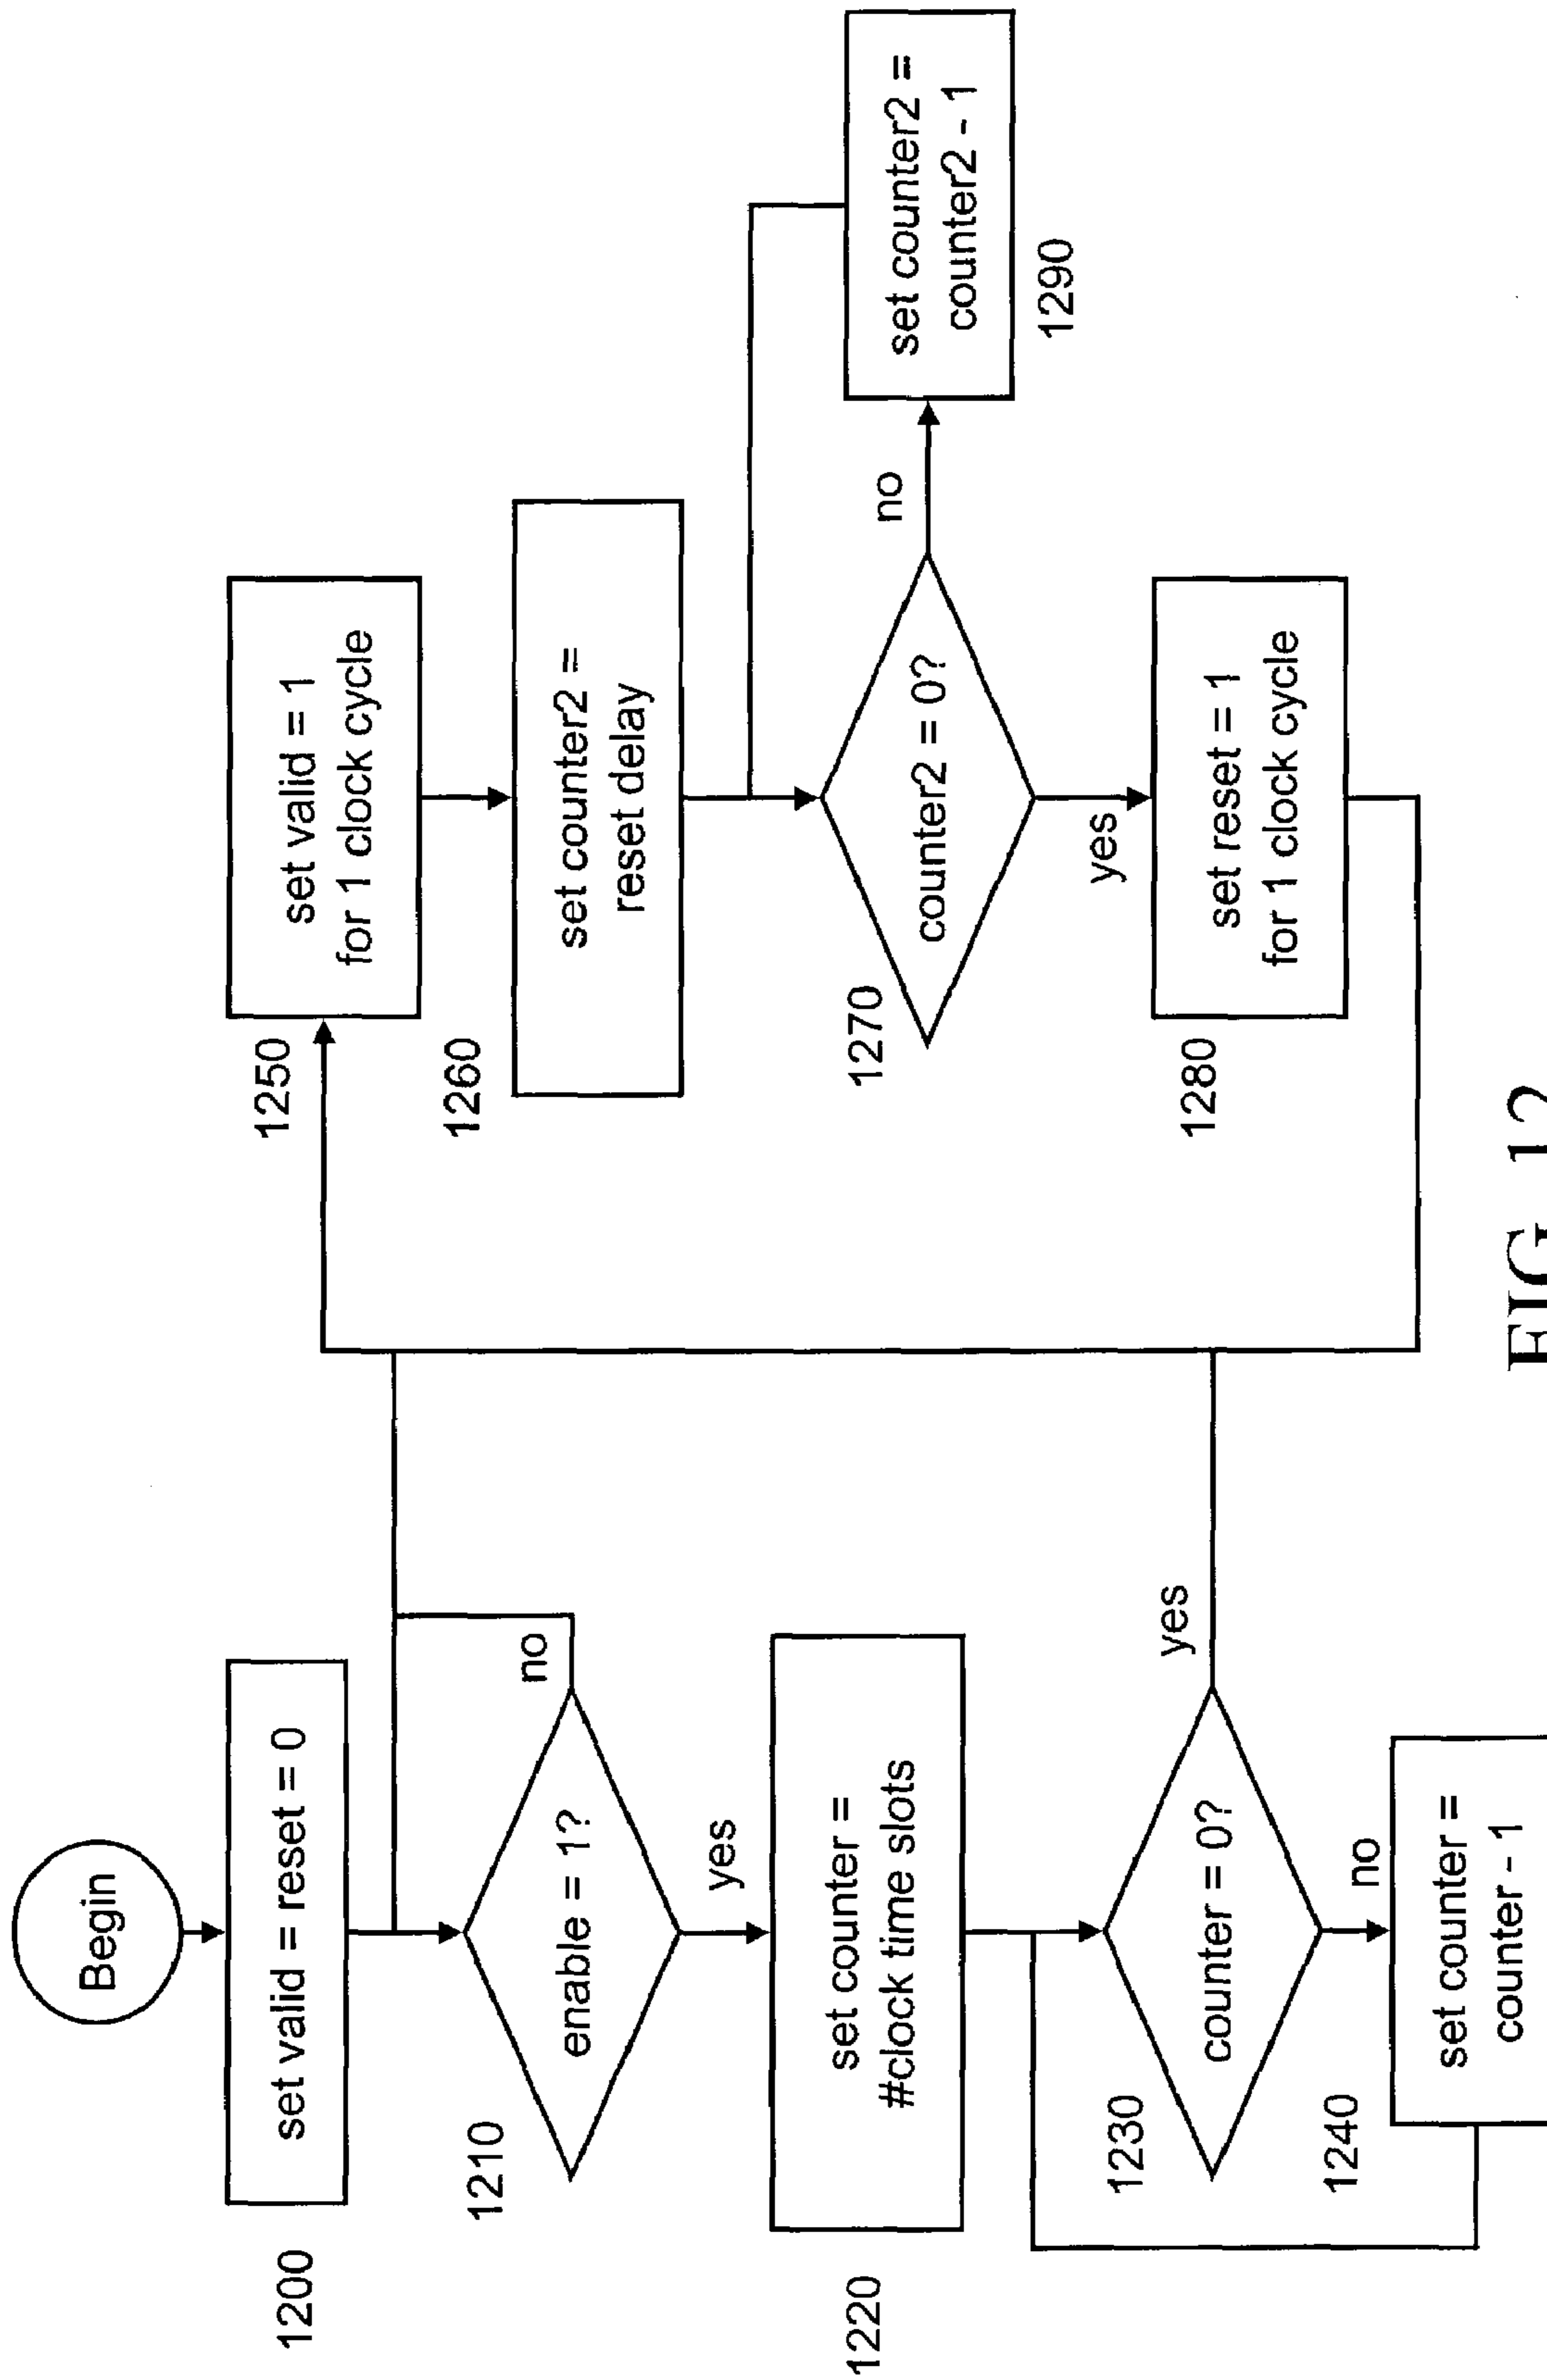 Begin
1200
set valid = reset = 0
1210
enable = 1?
no
yes
1220
set counter =
#clock time slots
1230
counter = 0?
yes
no
1240
set counter =
counter - 1
1250
set valid = 1
for 1 clock cycle
1260
set counter2 =
reset delay
1270
counter2 = 0?
no
yes
1280
set reset = 1
for 1 clock cycle
set counter2 =
counter2 - 1
1290
FIG. 12